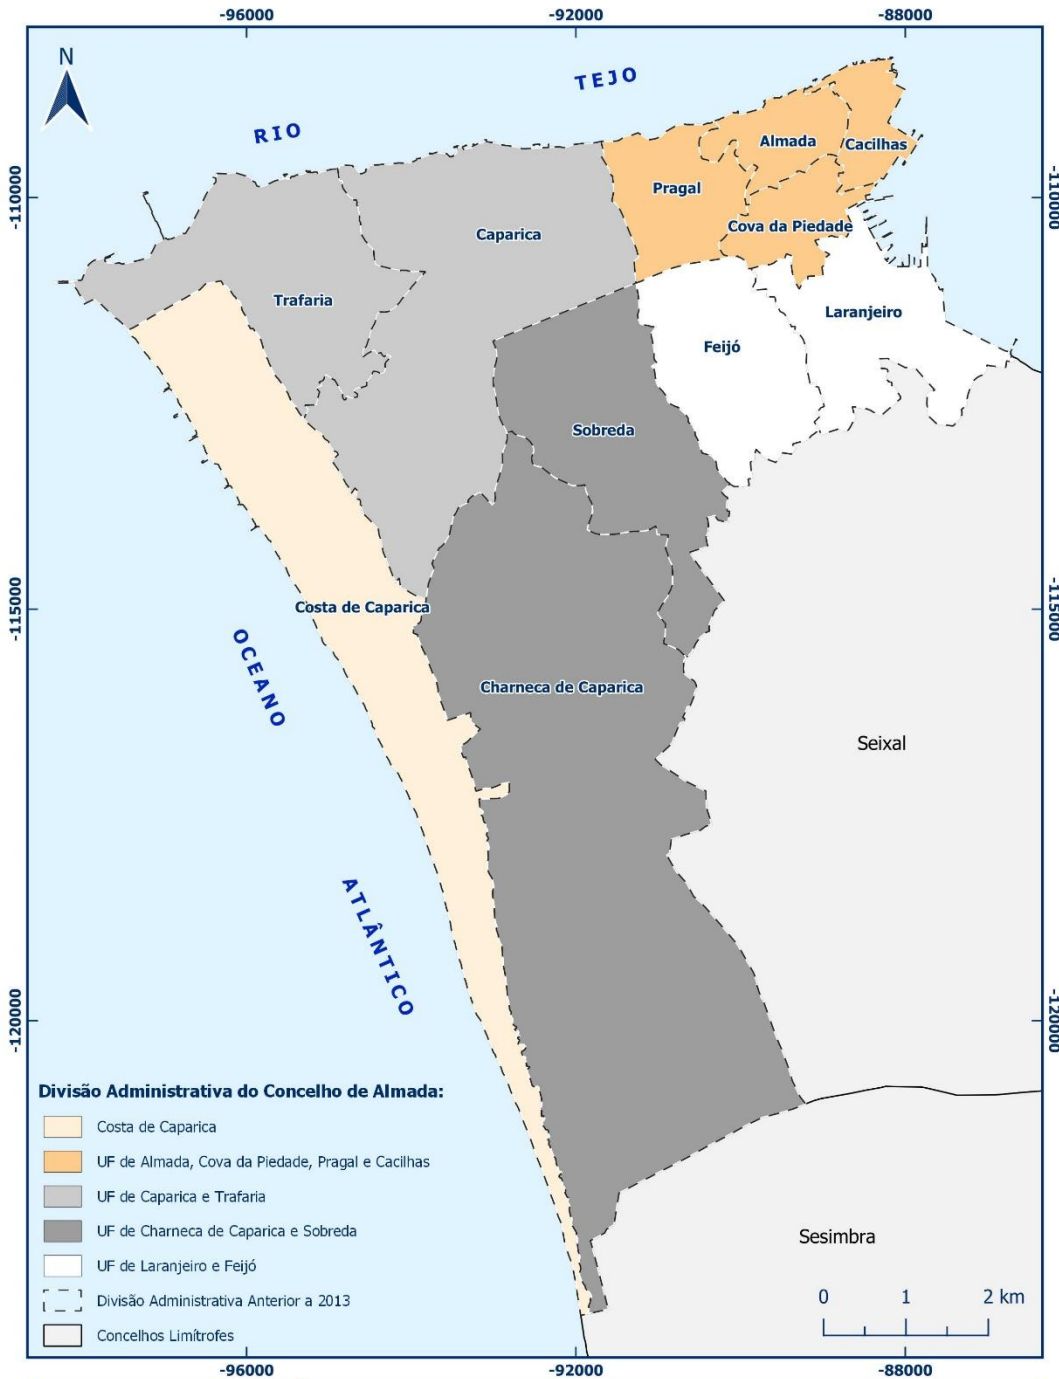 -96000
-92000
-88000
N
RIO
TEJO
Almada
Cacilhas
Pragal
-110000
-110000
Cova da Piedade
Caparica
Trafaria
Laranjeiro
Feijó
Sobreda
Costa de Caparica
-115000
-115000
OCEANO
Charneca de Caparica
Seixal
ATLÂNTICO
-120000
-120000
Divisão Administrativa do Concelho de Almada:
Costa de Caparica
UF de Almada, Cova da Piedade, Pragal e Cacilhas
UF de Caparica e Trafaria
UF de Charneca de Caparica e Sobreda
UF de Laranjeiro e Feijó
Divisão Administrativa Anterior a 2013
Concelhos Limítrofes
Sesimbra
0 1 2 km
-96000
-92000
-88000